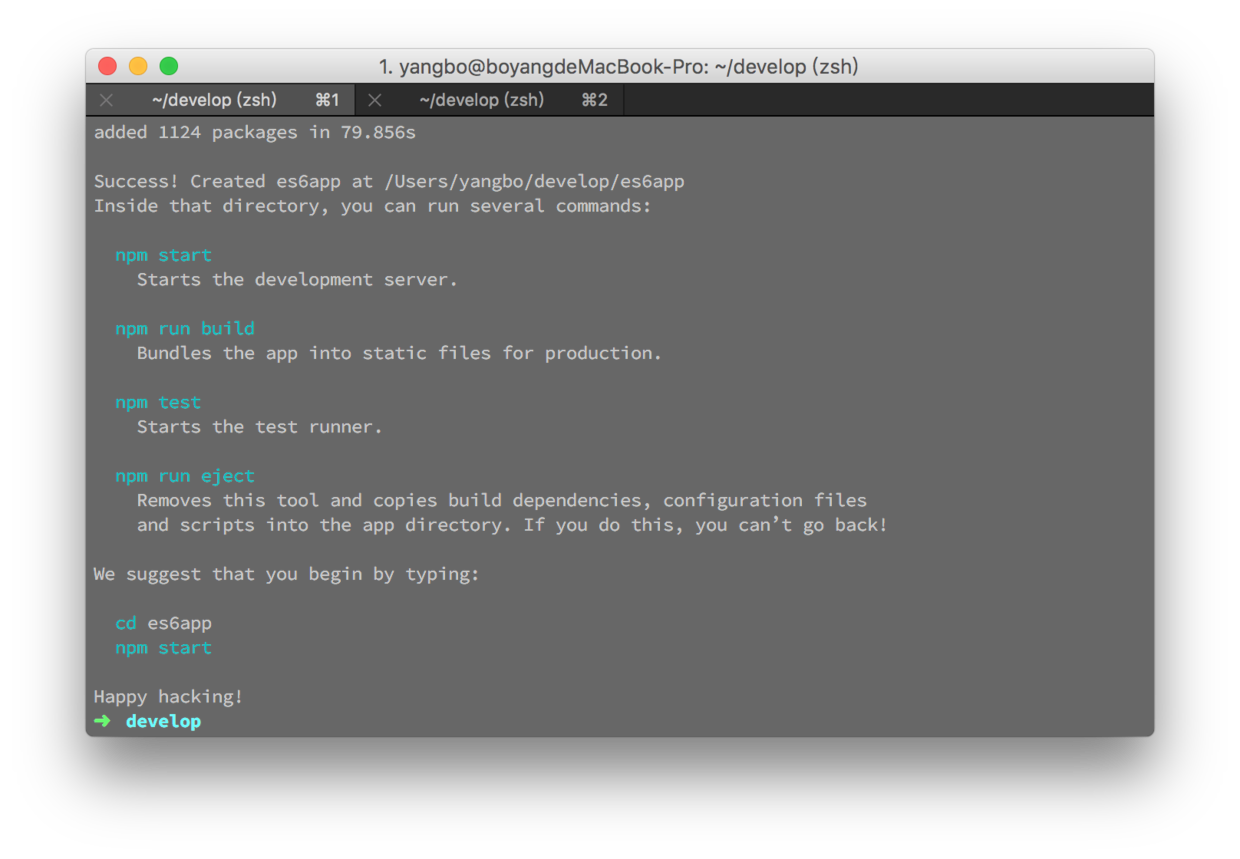 1. yangbo@boyangdeMacBook-Pro: ~/develop (zsh)
~/develop (zsh) ⌘1 ~/develop (zsh) ⌘2
added 1124 packages in 79.856s
Success! Created es6app at /Users/yangbo/develop/es6app
Inside that directory, you can run several commands:
npm start
Starts the development server.
npm run build
Bundles the app into static files for production.
npm test
Starts the test runner.
npm run eject
Removes this tool and copies build dependencies, configuration files
and scripts into the app directory. If you do this, you can’t go back!
We suggest that you begin by typing:
cd es6app
npm start
Happy hacking!
➜ develop